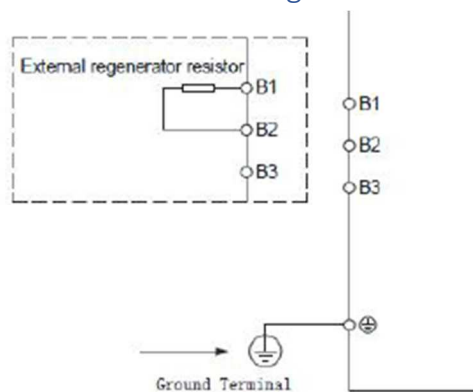 External regenerator resistor
B1
B2
B3
B1
B2
B3
Ground Terminal